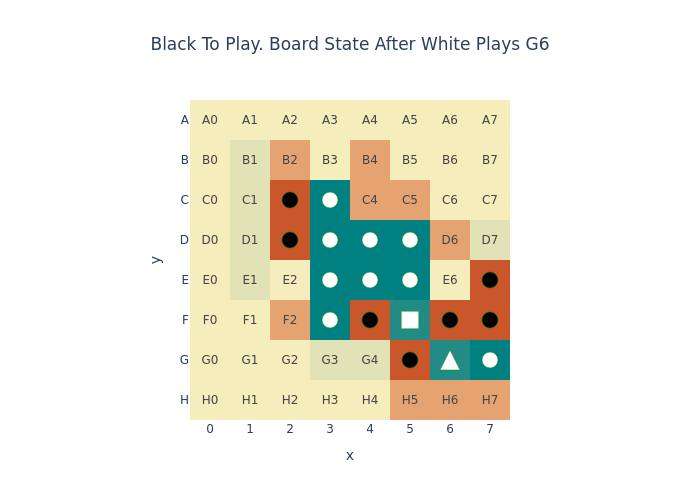 Black To Play. Board State After White Plays G6
A A0 A1 A2 A3 A4 A5 A6 A7
B B0 B1 B2 B3 B4 B5 B6 B7
C C0 C1 C4 C5 C6 C7
D D0 D1 D6 D7
y
E E0 E1 E2 E6
F F0 F1 F2
G G0 G1 G2 G3 G4
H H0 H1 H2 H3 H4 H5 H6 H7
0 1 2 3 4 5 6 7
x